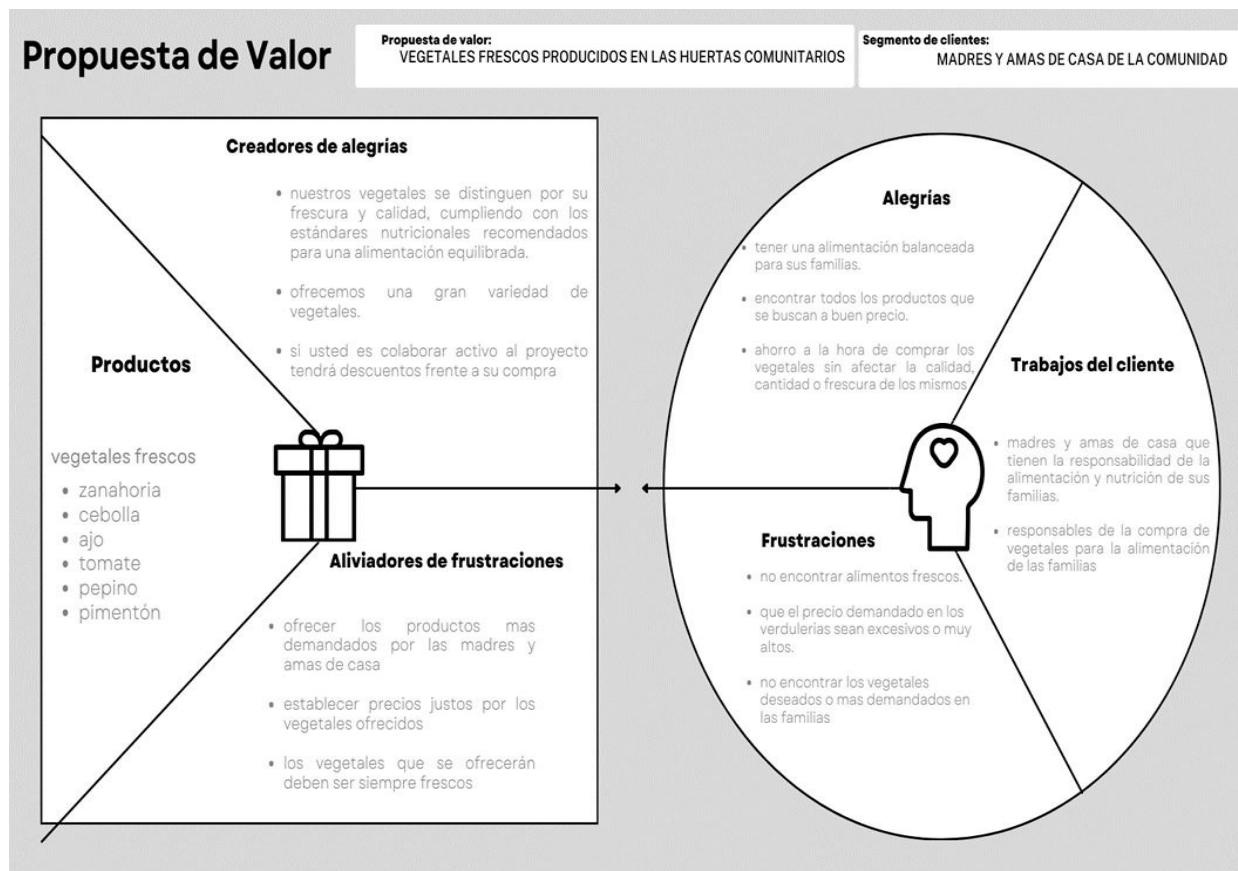 Propuesta de Valor
Propuesta de valor:
VEGETALES FRESCOS PRODUCIDOS EN LAS HUERTAS COMUNITARIOS
Segmento de clientes:
MADRES Y AMAS DE CASA DE LA COMUNIDAD
Creadores de alegrías
• nuestros vegetales se distinguen por su
frescura y calidad, cumpliendo con los
estándares nutricionales recomendados
para una alimentación equilibrada.
• ofrecemos una gran variedad de
vegetales.
• si usted es colaborar activo al proyecto
tendrá descuentos frente a su compra
Productos
vegetales frescos
• zanahoria
• cebolla
• ajo
• tomate
• pepino
• pimentón
Aliviadores de frustraciones
• ofrecer los productos mas
demandados por las madres y
amas de casa
• establecer precios justos por los
vegetales ofrecidos
• los vegetales que se ofrecerán
deben ser siempre frescos
Alegrías
• tener una alimentación balanceada
para sus familias.
• encontrar todos los productos que
se buscan a buen precio.
• ahorro a la hora de comprar los
vegetales sin afectar la calidad,
cantidad o frescura de los mismos
Trabajos del cliente
• madres y amas de casa que
tienen la responsabilidad de la
alimentación y nutrición de sus
familias.
• responsables de la compra de
vegetales para la alimentación
de las familias
Frustraciones
• no encontrar alimentos frescos.
• que el precio demandado en los
verdulerías sean excesivos o muy
altos.
• no encontrar los vegetales
deseados o mas demandados en
las familias